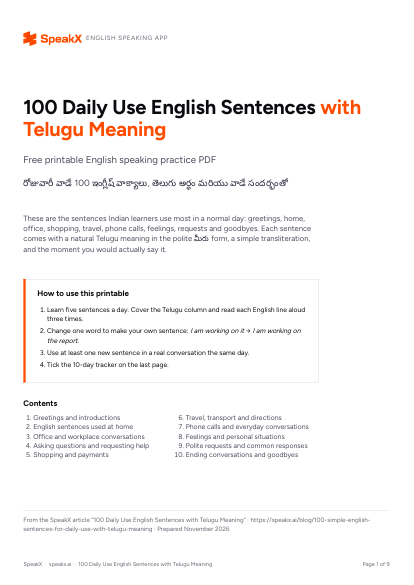 SpeakX ENGLISH SPEAKING APP
100 Daily Use English Sentences with
Telugu Meaning
Free printable English speaking practice PDF
రోజువారీ వాడే 100 ఇంగ్లీష్ వాక్యాలు, తెలుగు అర్థం మరియు వాడే సందర్భంతో
These are the sentences Indian learners use most in a normal day: greetings, home,
office, shopping, travel, phone calls, feelings, requests and goodbyes. Each sentence
comes with a natural Telugu meaning in the polite మీరు form, a simple transliteration,
and the moment you would actually say it.
How to use this printable
1. Learn five sentences a day. Cover the Telugu column and read each English line aloud
three times.
2. Change one word to make your own sentence: I am working on it → I am working on
the report.
3. Use at least one new sentence in a real conversation the same day.
4. Tick the 10-day tracker on the last page.
Contents
1. Greetings and introductions
2. English sentences used at home
3. Office and workplace conversations
4. Asking questions and requesting help
5. Shopping and payments
6. Travel, transport and directions
7. Phone calls and everyday conversations
8. Feelings and personal situations
9. Polite requests and common responses
10. Ending conversations and goodbyes
From the SpeakX article "100 Daily Use English Sentences with Telugu Meaning" · https://speakx.ai/blog/100-simple-english-
sentences-for-daily-use-with-telugu-meaning · Prepared November 2026
SpeakX · speakx.ai · 100 Daily Use English Sentences with Telugu Meaning
Page 1 of 9